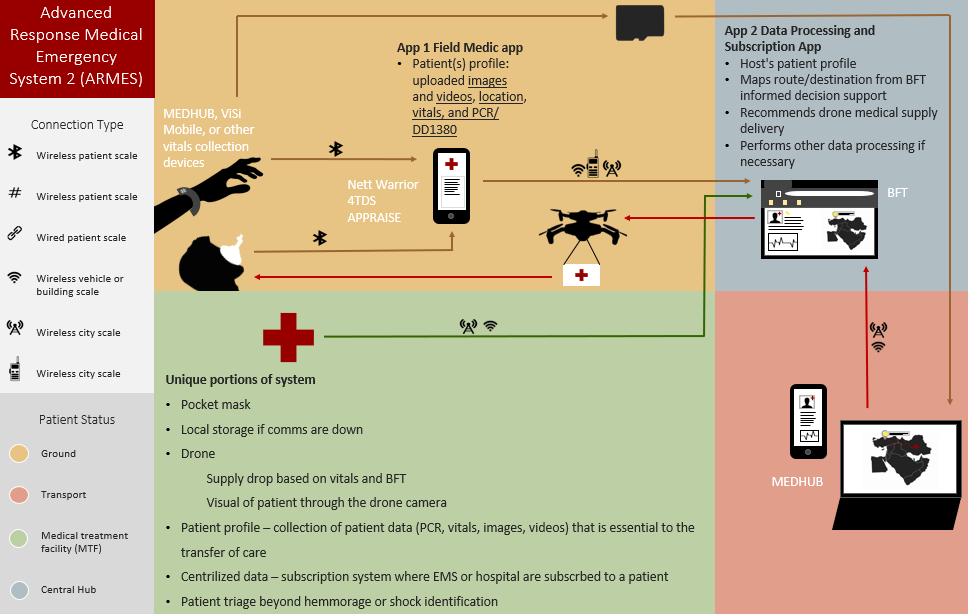 Advanced
Response Medical
Emergency
System 2 (ARMES)
Connection Type
Wireless patient scale
#
Wireless patient scale
Wired patient scale
Wireless vehicle or
building scale
Wireless city scale
Wireless city scale
Patient Status
Ground
Transport
Medical treatment
facility (MTF)
Central Hub
MEDHUB, ViSi
Mobile, or other
vitals collection
devices
App 1 Field Medic app
• Patient(s) profile:
uploaded images
and videos, location,
vitals, and PCR/
DD1380
Nett Warrior
4TDS
APPRAISE
App 2 Data Processing and
Subscription App
• Host's patient profile
• Maps route/destination from BFT
informed decision support
• Recommends drone medical supply
delivery
• Performs other data processing if
necessary
BFT
Unique portions of system
• Pocket mask
• Local storage if comms are down
• Drone
Supply drop based on vitals and BFT
Visual of patient through the drone camera
• Patient profile – collection of patient data (PCR, vitals, images, videos) that is essential to the
transfer of care
• Centrilized data – subscription system where EMS or hospital are subscrbed to a patient
• Patient triage beyond hemmorage or shock identification
MEDHUB